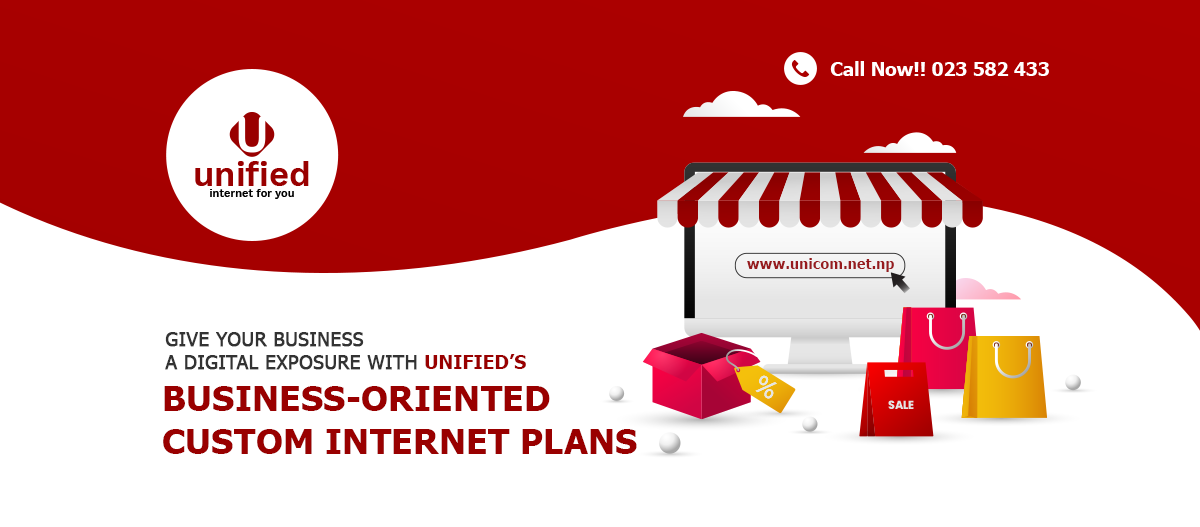 Call Now!! 023 582 433
unified
internet for you
www.unicom.net.np
GIVE YOUR BUSINESS
A DIGITAL EXPOSURE WITH UNIFIED’S
BUSINESS-ORIENTED
CUSTOM INTERNET PLANS
%
SALE